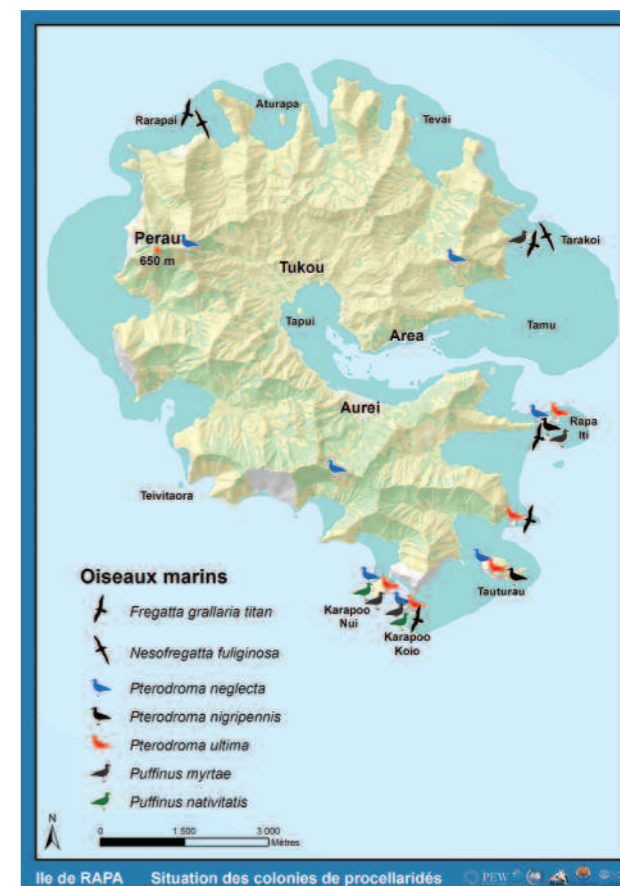 Aturapa
Rarapai
Tevai
Perau
650 m
Tarakoi
Tukou
Tapui
Area
Tamu
Aurei
Rapa
Iti
Teivitaora
Oiseaux marins
Tauturau
Karapoo
Nui
Karapoo
Koio
Fregatta grallaria titan
Nesofregatta fuliginosa
Pterodroma neglecta
Pterodroma nigripennis
Pterodroma ultima
Puffinus myrtae
Puffinus nativitatis
N
0 1 500 3 000
Mètres
Ile de RAPA Situation des colonies de procellaridés PEW